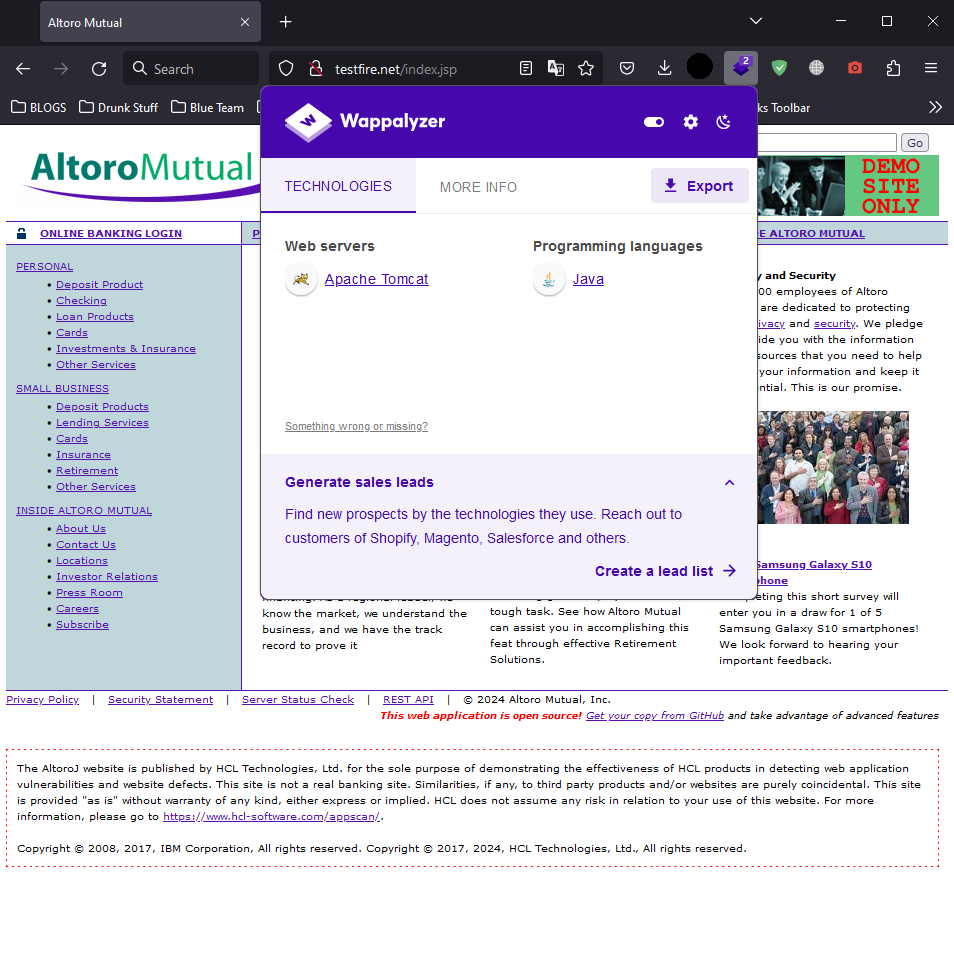 Altoro Mutual
Search
testfire.net/index.jsp
2
BLOGS
Drunk Stuff
Blue Team
ks Toolbar
Wappalyzer
TECHNOLOGIES
MORE INFO
Export
Web servers
Apache Tomcat
Programming languages
Java
Something wrong or missing?
Generate sales leads
Find new prospects by the technologies they use. Reach out to
customers of Shopify, Magento, Salesforce and others.
Create a lead list
AltoroMutual
Go
DEMO
SITE
ONLY
ONLINE BANKING LOGIN
P
E ALTORO MUTUAL
PERSONAL
Deposit Product
Checking
Loan Products
Cards
Investments & Insurance
Other Services
SMALL BUSINESS
Deposit Products
Lending Services
Cards
Insurance
Retirement
Other Services
INSIDE ALTORO MUTUAL
About Us
Contact Us
Locations
Investor Relations
Press Room
Careers
Subscribe
know the market, we understand the
business, and we have the track
record to prove it
tough task. See how Altoro Mutual
can assist you in accomplishing this
feat through effective Retirement
Solutions.
y and Security
00 employees of Altoro
are dedicated to protecting
ivacy and security. We pledge
ide you with the information
sources that you need to help
your information and keep it
ential. This is our promise.
Samsung Galaxy S10
phone
eting this short survey will
enter you in a draw for 1 of 5
Samsung Galaxy S10 smartphones!
We look forward to hearing your
important feedback.
Privacy Policy | Security Statement | Server Status Check | REST API | © 2024 Altoro Mutual, Inc.
This web application is open source! Get your copy from GitHub and take advantage of advanced features
The AltoroJ website is published by HCL Technologies, Ltd. for the sole purpose of demonstrating the effectiveness of HCL products in detecting web application
vulnerabilities and website defects. This site is not a real banking site. Similarities, if any, to third party products and/or websites are purely coincidental. This site
is provided "as is" without warranty of any kind, either express or implied. HCL does not assume any risk in relation to your use of this website. For more
information, please go to https://www.hcl-software.com/appscan/.
Copyright © 2008, 2017, IBM Corporation, All rights reserved. Copyright © 2017, 2024, HCL Technologies, Ltd., All rights reserved.